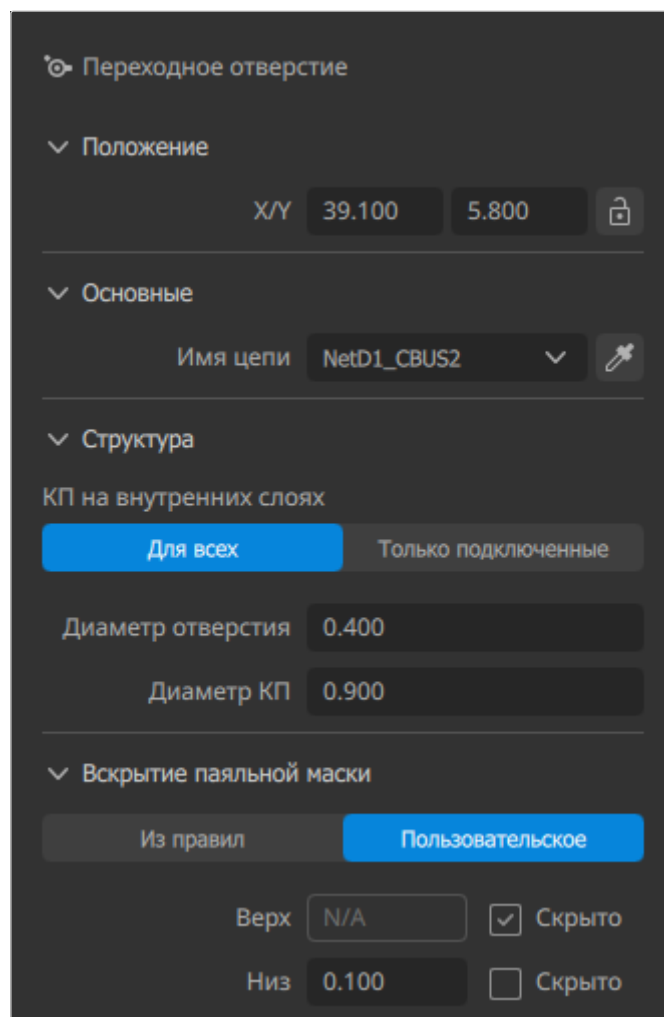 Переходное отверстие
Положение
X/Y 39.100 5.800
Основные
Имя цепи NetD1_CBUS2
Структура
КП на внутренних слоях
Для всех Только подключенные
Диаметр отверстия 0.400
Диаметр КП 0.900
Вскрытие паяльной маски
Из правил Пользовательское
Верх N/A Скрыто
Низ 0.100 Скрыто